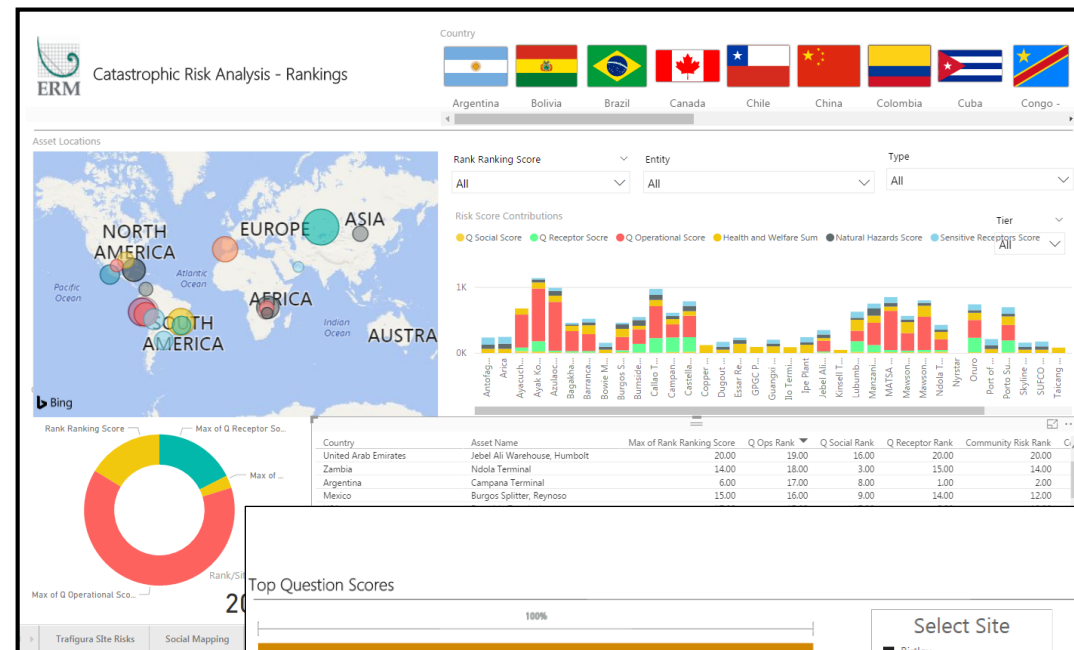 Country
ERM
Catastrophic Risk Analysis - Rankings
Argentina Bolivia Brazil Canada Chile China Colombia Cuba Congo -
Asset Locations
NORTH AMERICA
EUROPE
ASIA
AFRICA
SOUTH AMERICA
AUSTRA
Pacific Ocean
Atlantic Ocean
Indian Ocean
Bing
Rank Ranking Score
All
Entity
All
Type
All
Risk Score Contributions
Tier
All
Q Social Score Q Receptor Socre Q Operational Score Health and Welfare Sum Natural Hazards Score Sensitive Receptors Score
1K
0K
Antofag...
Arica
Ayacuch...
Ayak Ko...
Azulaoc...
Bagakha...
Barranca...
Bowie M...
Burgos S...
Burnside...
Callao T...
Campan...
Castella...
Copper ...
Dugout ...
Essar Re...
GPGC P...
Guangxi ...
Ilo Termi...
Ipe Plant
Jebel Ali...
Kinsell T...
Lubumb...
Manzani...
MATSA ...
Mawson...
Mawson...
Ndola T...
Nyrstar
Oruro
Port of ...
Porto Su...
Skyline ...
SUFCO ...
Taicang ...
Rank Ranking Score
Max of Q Receptor So...
Max of ...
Max of Q Operational Sco...
Country Asset Name Max of Rank Ranking Score Q Ops Rank Q Social Rank Q Receptor Rank Community Risk Rank
United Arab Emirates Jebel Ali Warehouse, Humbolt 20.00 19.00 16.00 20.00 20.00
Zambia Ndola Terminal 14.00 18.00 3.00 15.00 14.00
Argentina Campana Terminal 6.00 17.00 8.00 1.00 2.00
Mexico Burgos Splitter, Reynoso 15.00 16.00 9.00 14.00 12.00
Rank/Sit
20
Trafigura SIte Risks Social Mapping
Top Question Scores
100%
Select Site